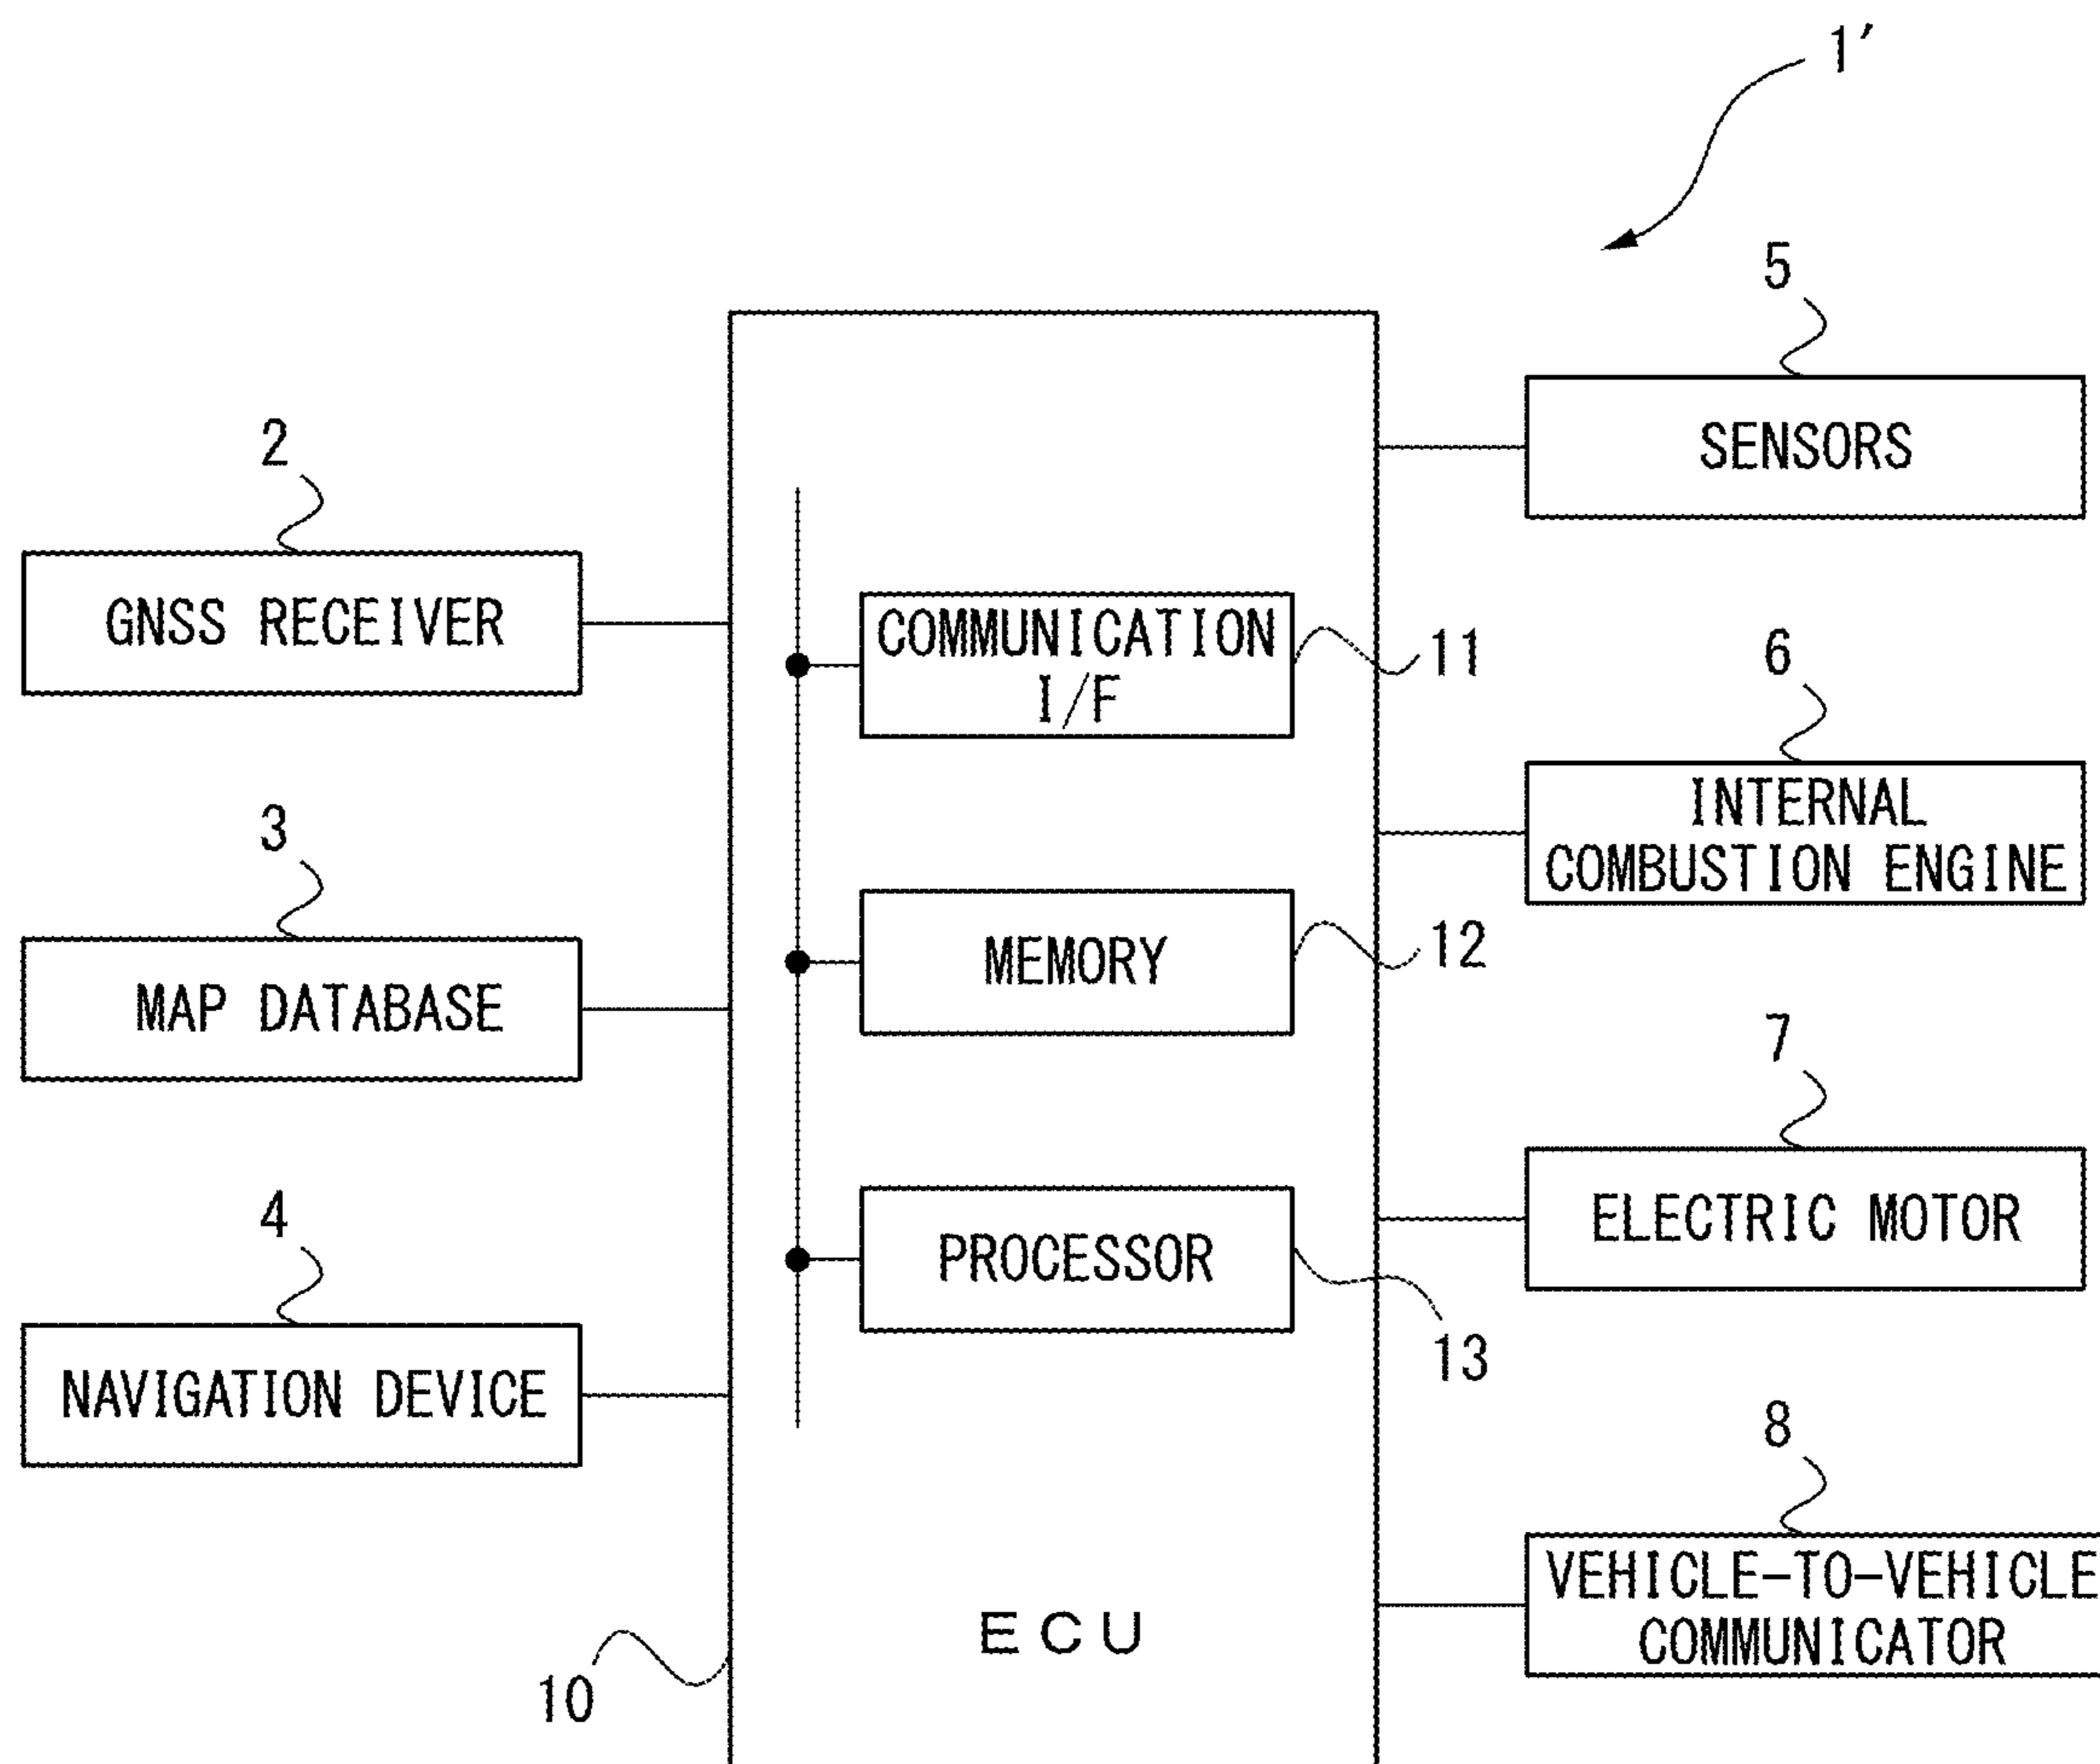 1′
5
SENSORS
2
GNSS RECEIVER
COMMUNICATION
I/F
11
6
INTERNAL
COMBUSTION ENGINE
3
MAP DATABASE
MEMORY
12
7
ELECTRIC MOTOR
4
NAVIGATION DEVICE
PROCESSOR
13
8
VEHICLE-TO-VEHICLE
COMMUNICATOR
ECU
10